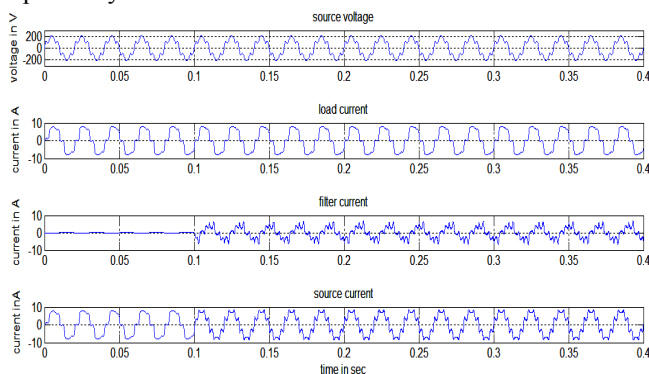 source voltage
voltage in V
200
0
-200
0 0.05 0.1 0.15 0.2 0.25 0.3 0.35 0.4
load current
current in A
10
0
-10
0 0.05 0.1 0.15 0.2 0.25 0.3 0.35 0.4
filter current
current in A
10
0
-10
0 0.05 0.1 0.15 0.2 0.25 0.3 0.35 0.4
source current
current inA
10
0
-10
0 0.05 0.1 0.15 0.2 0.25 0.3 0.35 0.4
time in sec